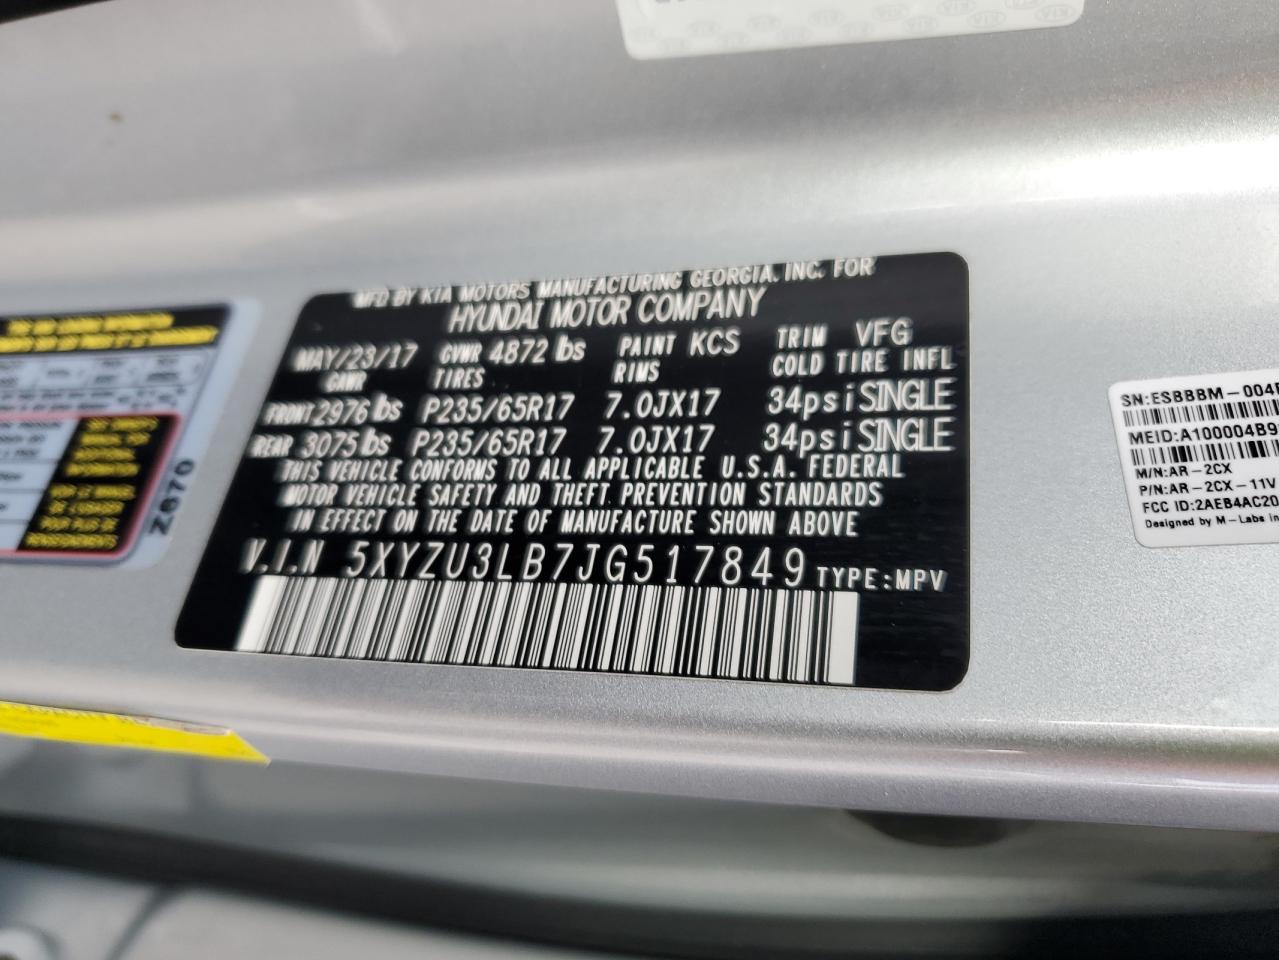 MFD BY KIA MOTORS MANUFACTURING GEORGIA. INC. FOR
HYUNDAI MOTOR COMPANY
MAY/23/17 GVWR 4872 lbs PAINT KCS TRIM VFG
GAWR TIRES RIMS COLD TIRE INFL
FRONT 2976 lbs P235/65R17 7.0JX17 34psi SINGLE
REAR 3075 lbs P235/65R17 7.0JX17 34psi SINGLE
THIS VEHICLE CONFORMS TO ALL APPLICABLE U.S.A. FEDERAL
MOTOR VEHICLE SAFETY AND THEFT PREVENTION STANDARDS
IN EFFECT ON THE DATE OF MANUFACTURE SHOWN ABOVE
V.I.N 5XYZU3LB7JG517849 TYPE:MPV
Z670
SN:ESBBBM-004
MEID:A100004B9
M/N:AR-2CX
P/N:AR-2CX-11V
FCC ID:2AEB4AC20
Designed by M-Labs in